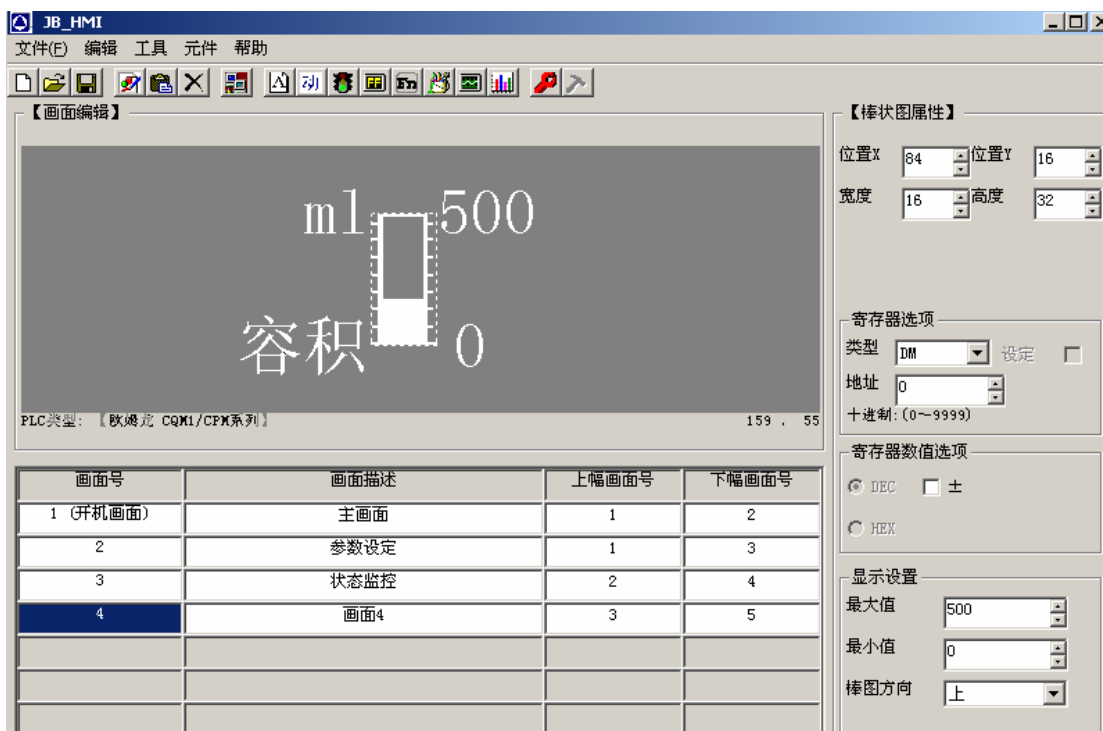 JB_HMI
文件(F) 编辑 工具 元件 帮助
A 动 Fn
【画面编辑】
ml 500
容积 0
PLC类型: 【欧姆龙 CQM1/CPM系列】 159 . 55
画面号 画面描述 上幅画面号 下幅画面号
1 (开机画面) 主画面 1 2
2 参数设定 1 3
3 状态监控 2 4
4 画面4 3 5
【棒状图属性】
位置X 84 位置Y 16
宽度 16 高度 32
寄存器选项
类型 DM 设定
地址 0
十进制:(0~9999)
寄存器数值选项
DEC ±
HEX
显示设置
最大值 500
最小值 0
棒图方向 上